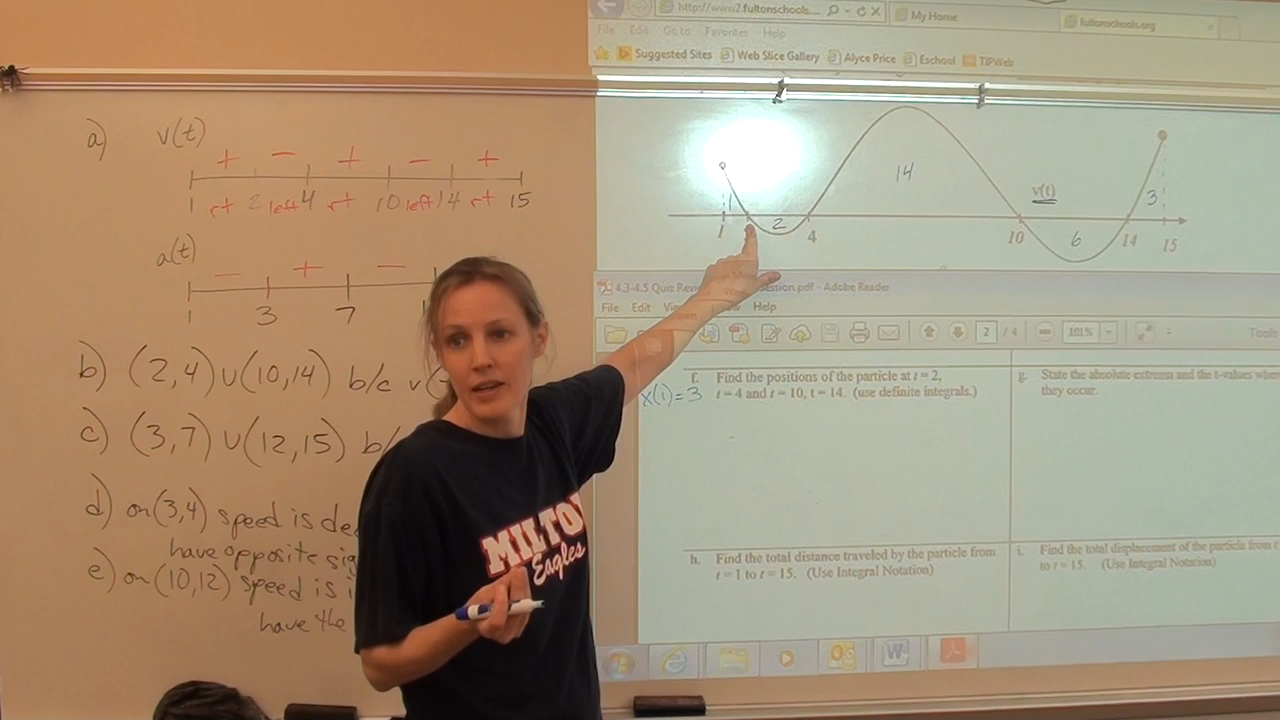 a) v(t)
+ − + − +
1 rt 2 left 4 rt 10 left 14 rt 15
a(t)
− + −
1 3 7
b) (2,4)∪(10,14) b/c v(
c) (3,7)∪(12,15) b/
d) on (3,4) speed is de
have opposite sig
e) on (10,12) speed is i
have the
http://www2.fultonschools...
My Home
fultonschools.org
File Edit Go to Favorites Help
Suggested Sites Web Slice Gallery Alyce Price Eschool TIPWeb
14
v(t)
1 2 3
1 4 10 6 14 15
4.3-4.5 Quiz Rev ession.pdf - Adobe Reader
File Edit Help
2 / 4 101% Tools
x(1)=3
f. Find the positions of the particle at t = 2,
t = 4 and t = 10, t = 14. (use definite integrals.)
g. State the absolute extrema and the t-values where
they occur.
h. Find the total distance traveled by the particle from
t = 1 to t = 15. (Use Integral Notation)
i. Find the total displacement of the particle from t
to t = 15. (Use Integral Notation)
MILTO
Eagles